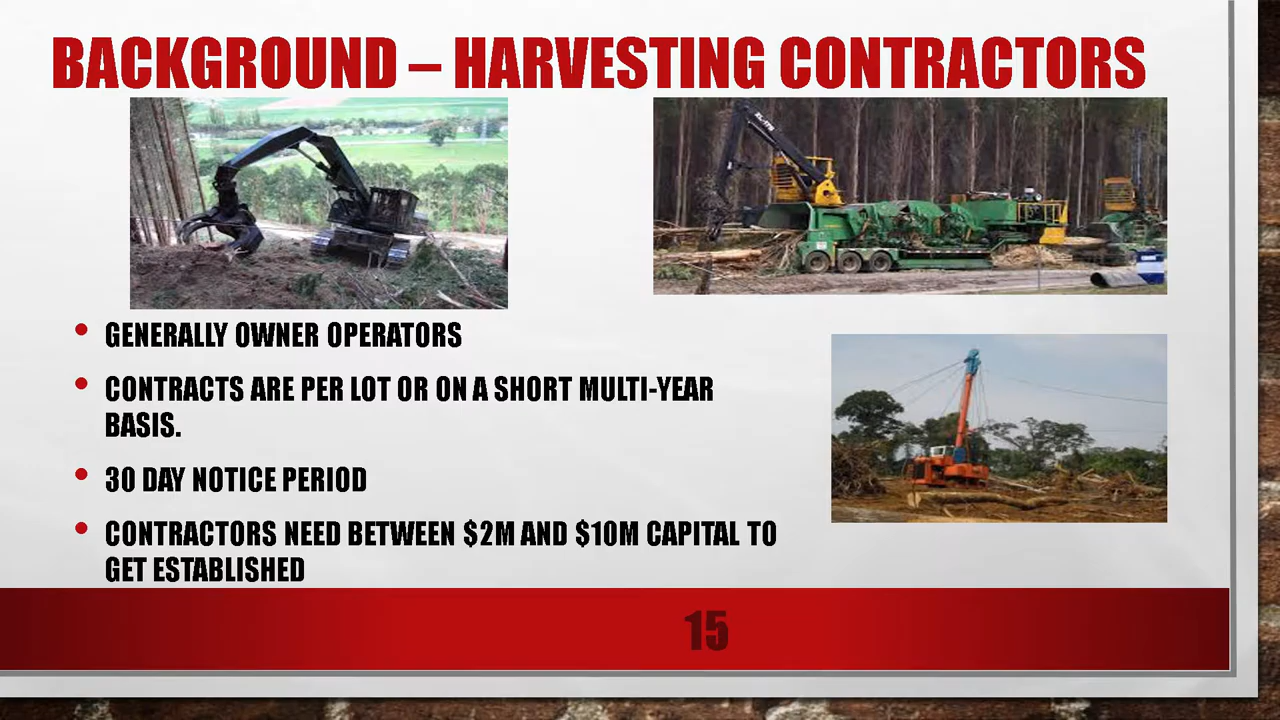 BACKGROUND – HARVESTING CONTRACTORS
• GENERALLY OWNER OPERATORS
• CONTRACTS ARE PER LOT OR ON A SHORT MULTI-YEAR
BASIS.
• 30 DAY NOTICE PERIOD
• CONTRACTORS NEED BETWEEN $2M AND $10M CAPITAL TO
GET ESTABLISHED
15